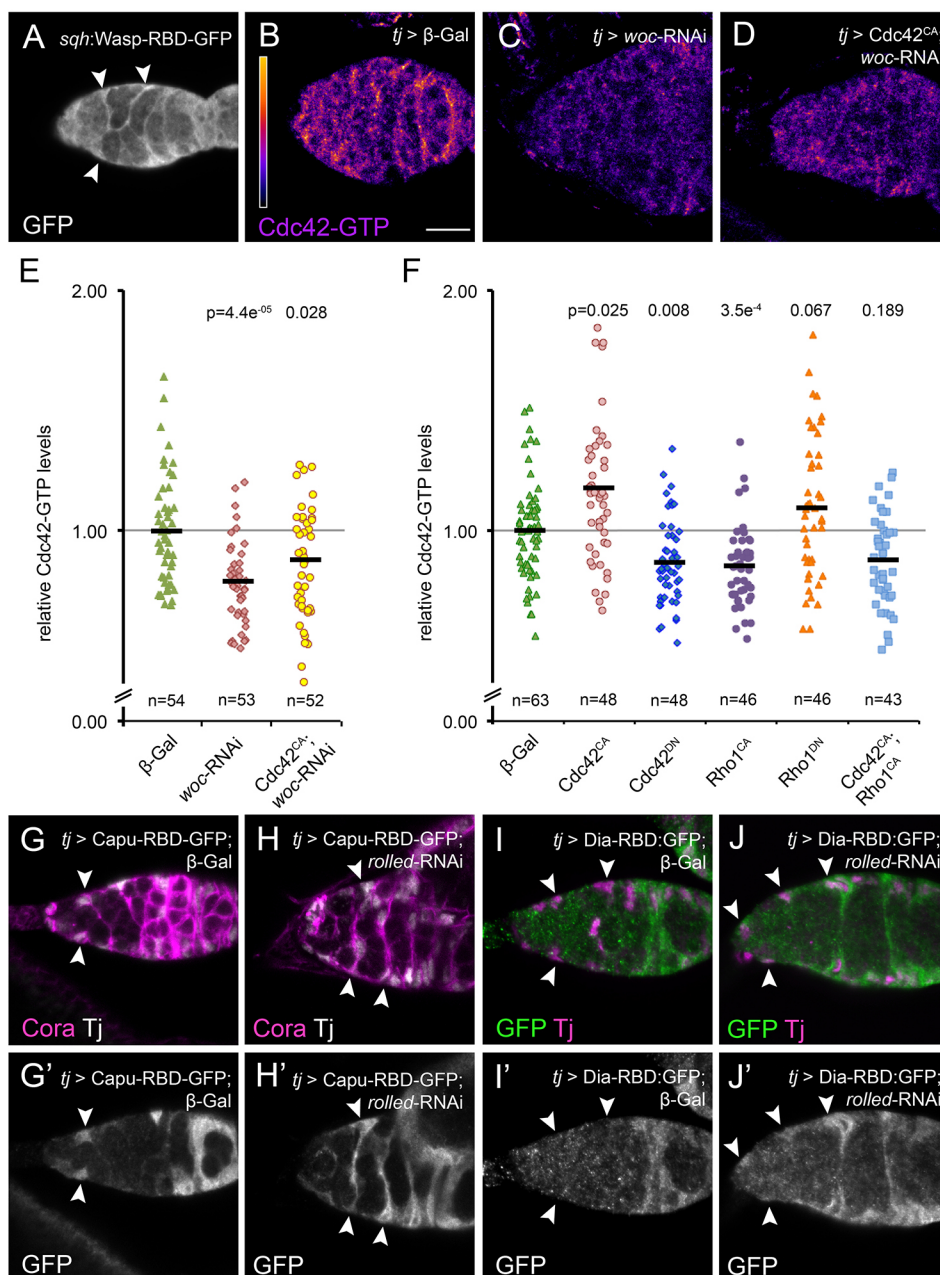 A
sqh:Wasp-RBD-GFP
GFP
B
tj > β-Gal
Cdc42-GTP
C
tj > woc-RNAi
D
tj > Cdc42CA;
woc-RNAi
E
2.00
p=4.4e-05
0.028
relative Cdc42-GTP levels
1.00
n=54
n=53
n=52
0.00
β-Gal
woc-RNAi
Cdc42CA;
woc-RNAi
F
2.00
p=0.025
0.008
3.5e-4
0.067
0.189
relative Cdc42-GTP levels
1.00
n=63
n=48
n=48
n=46
n=46
n=43
0.00
β-Gal
Cdc42CA
Cdc42DN
Rho1CA
Rho1DN
Cdc42CA;
Rho1CA
G
tj > Capu-RBD-GFP;
β-Gal
Cora Tj
H
tj > Capu-RBD-GFP;
rolled-RNAi
Cora Tj
I
tj > Dia-RBD:GFP;
β-Gal
GFP Tj
J
tj > Dia-RBD:GFP;
rolled-RNAi
GFP Tj
G'
tj > Capu-RBD-GFP;
β-Gal
GFP
H'
tj > Capu-RBD-GFP;
rolled-RNAi
GFP
I'
tj > Dia-RBD:GFP;
β-Gal
GFP
J'
tj > Dia-RBD:GFP;
rolled-RNAi
GFP